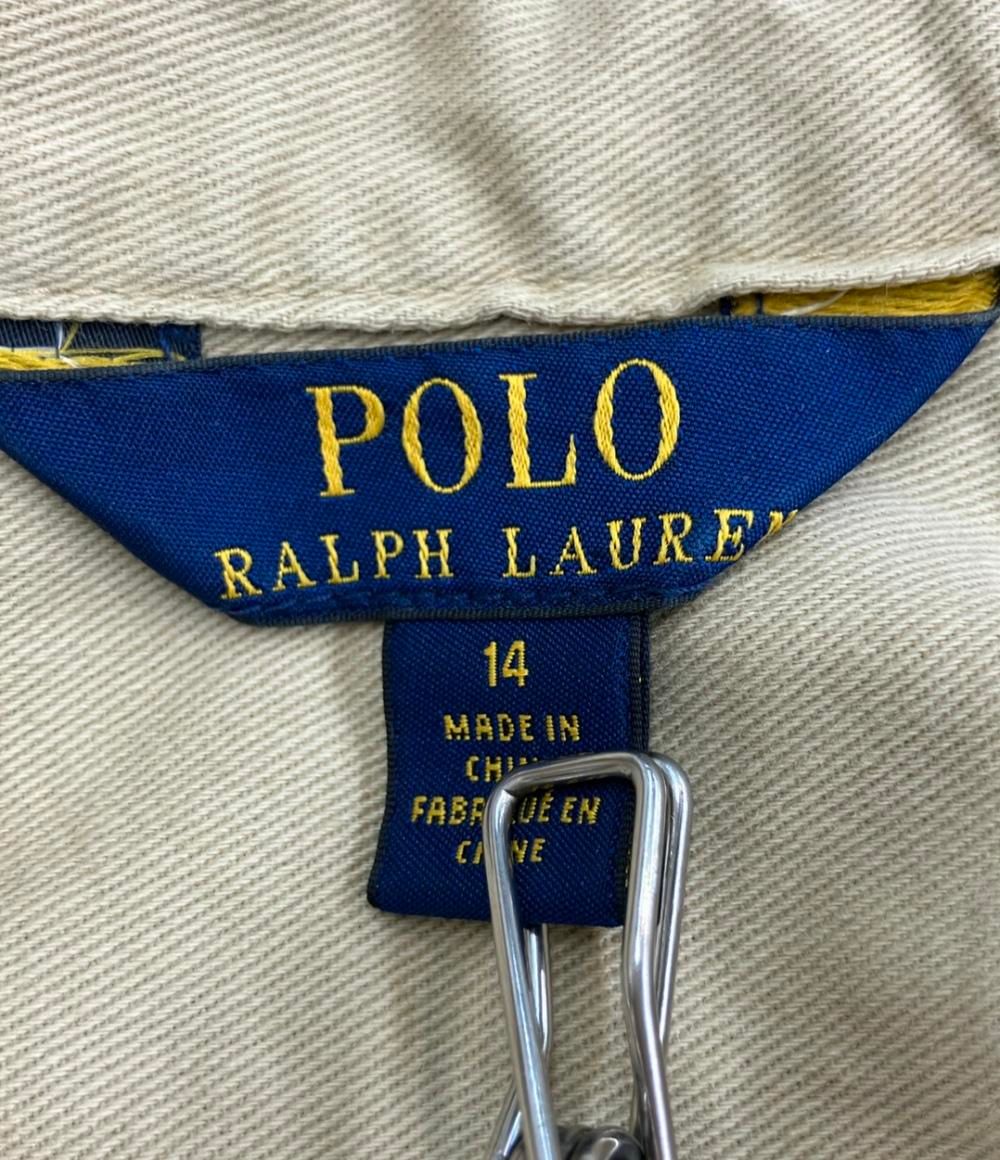 POLO
RALPH LAUREN
14
MADE IN
CHINA
FABRIQUÉ EN
CHINE